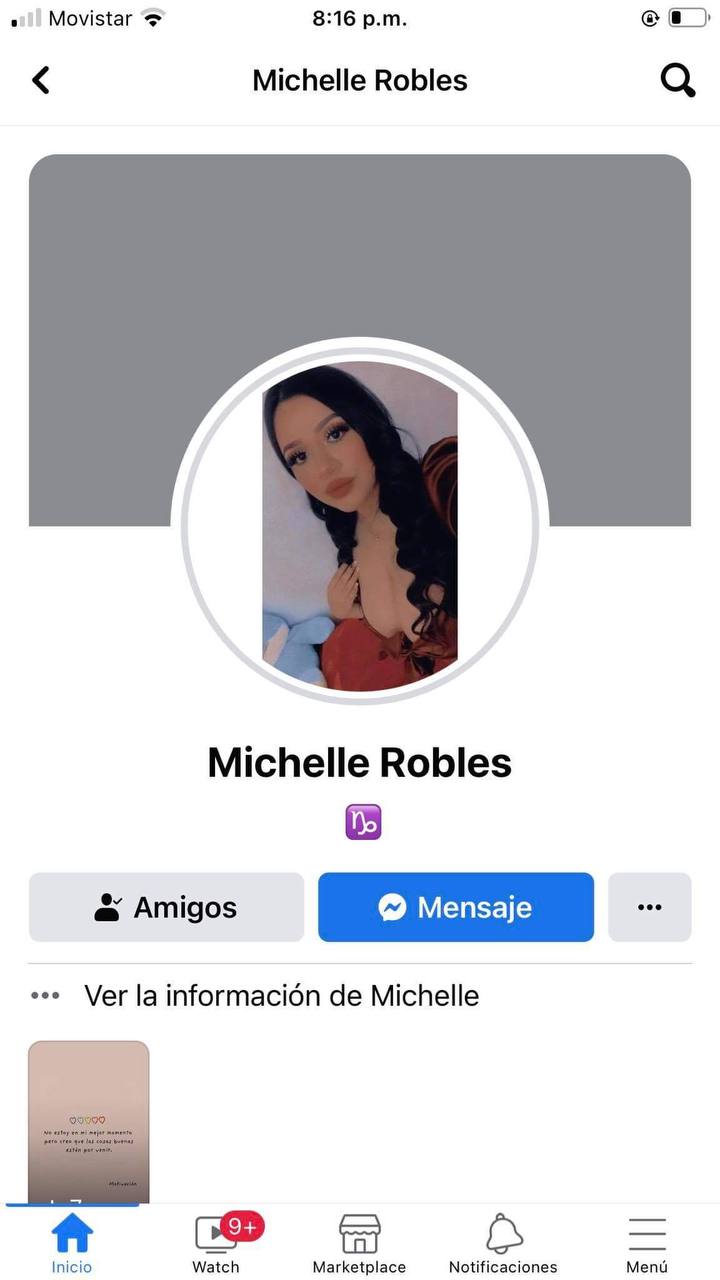 Movistar 8:16 p.m.
Michelle Robles
Michelle Robles
♑
Amigos
Mensaje
Ver la información de Michelle
No estoy en mi mejor momento
pero creo que las cosas buenas
están por venir.
Motivación
9+
Inicio
Watch
Marketplace
Notificaciones
Menú